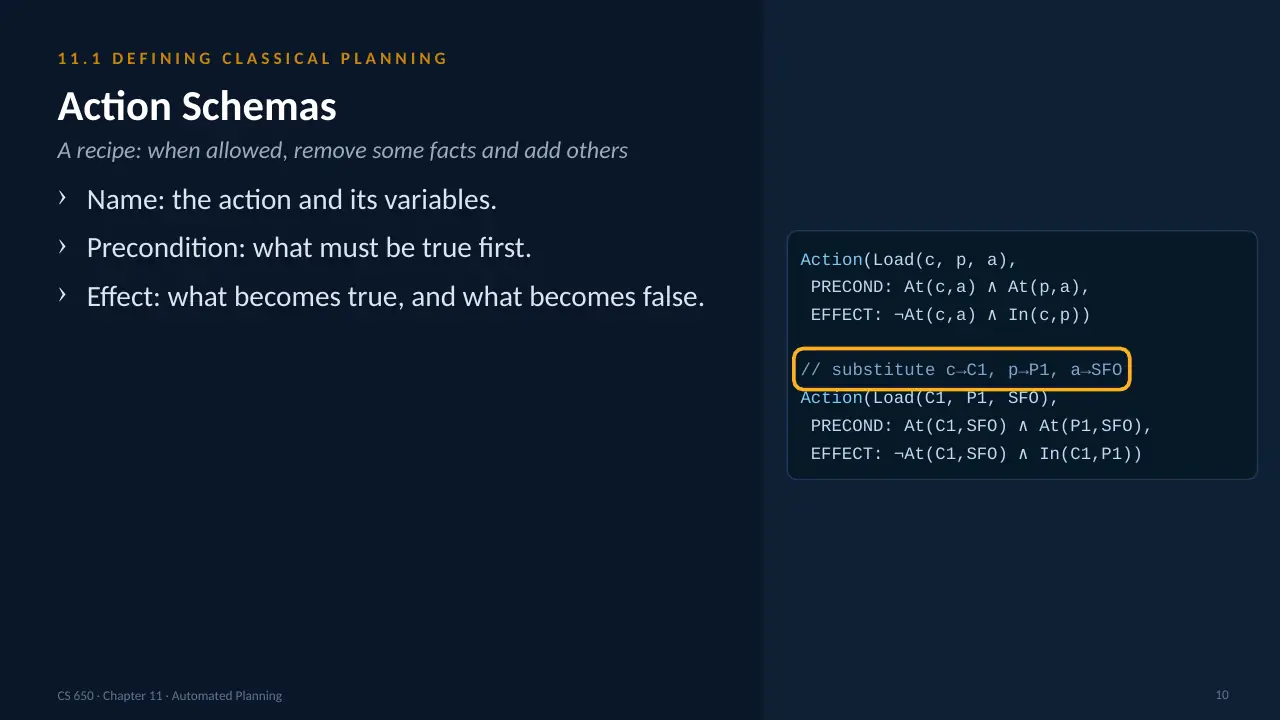 11.1 DEFINING CLASSICAL PLANNING
Action Schemas
A recipe: when allowed, remove some facts and add others
› Name: the action and its variables.
› Precondition: what must be true first.
› Effect: what becomes true, and what becomes false.
Action(Load(c, p, a),
PRECOND: At(c,a) ∧ At(p,a),
EFFECT: ¬At(c,a) ∧ In(c,p))
// substitute c→C1, p→P1, a→SFO
Action(Load(C1, P1, SFO),
PRECOND: At(C1,SFO) ∧ At(P1,SFO),
EFFECT: ¬At(C1,SFO) ∧ In(C1,P1))
CS 650 · Chapter 11 · Automated Planning
10